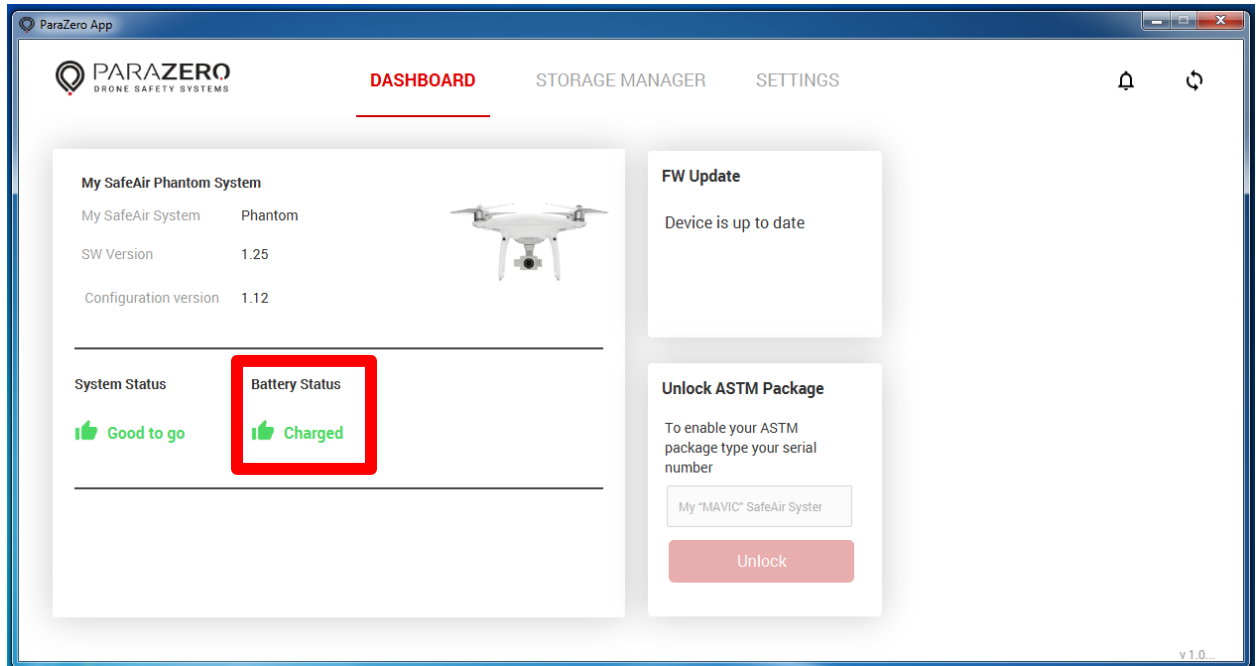 ParaZero App
PARAZERO
DRONE SAFETY SYSTEMS
DASHBOARD
STORAGE MANAGER
SETTINGS
My SafeAir Phantom System
My SafeAir System Phantom
SW Version 1.25
Configuration version 1.12
System Status
Good to go
Battery Status
Charged
FW Update
Device is up to date
Unlock ASTM Package
To enable your ASTM
package type your serial
number
My "MAVIC" SafeAir Syster
Unlock
v 1.0...